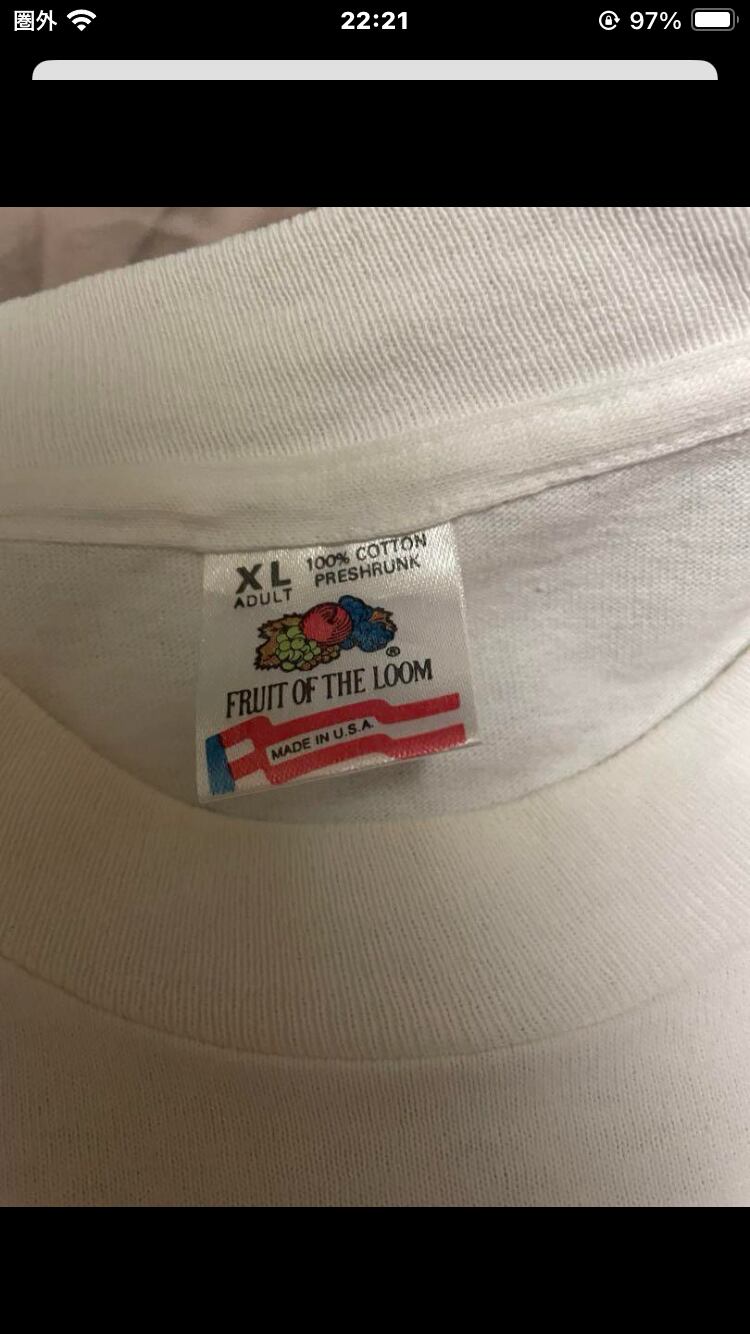 圏外 22:21 97%
XL 100% COTTON
ADULT PRESHRUNK
®
FRUIT OF THE LOOM
MADE IN U.S.A.